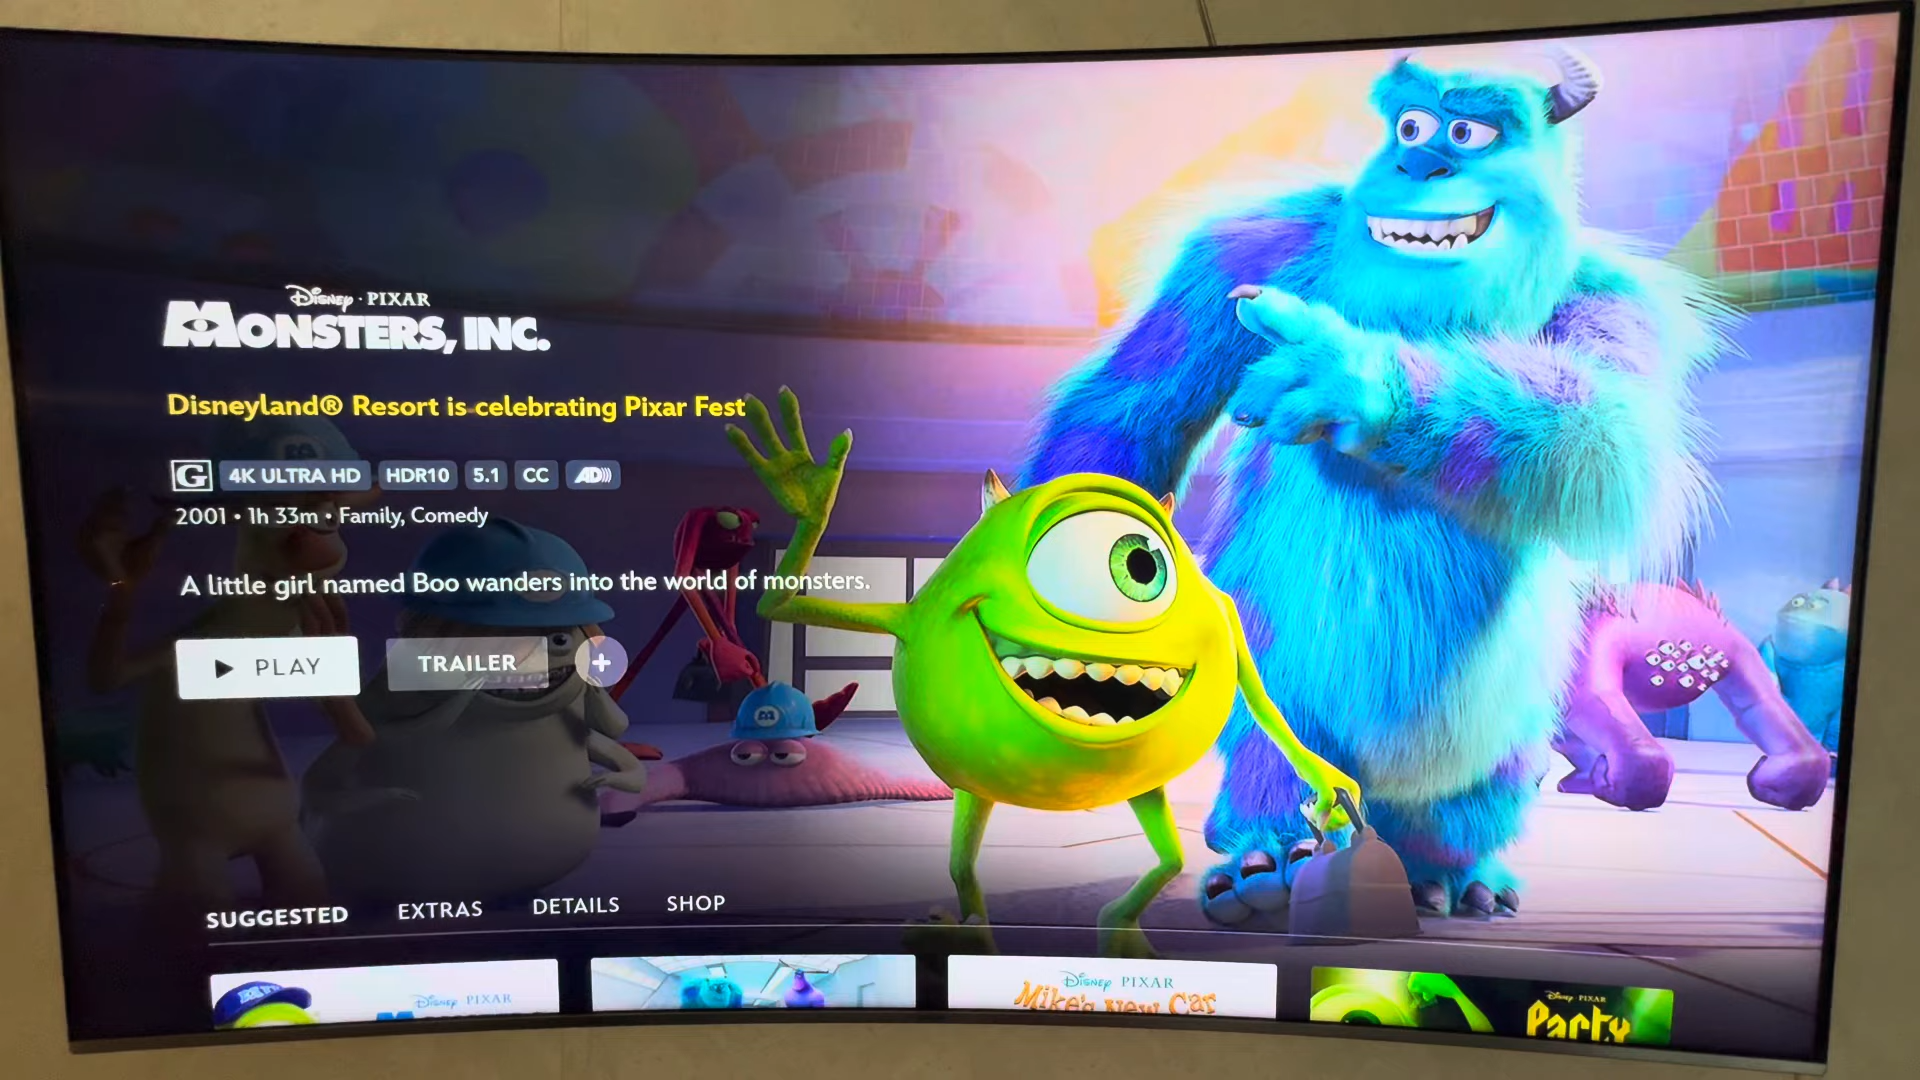 Disney · PIXAR
MONSTERS, INC.
Disneyland® Resort is celebrating Pixar Fest
G 4K ULTRA HD HDR10 5.1 CC AD)))
2001 • 1h 33m • Family, Comedy
A little girl named Boo wanders into the world of monsters.
PLAY TRAILER +
SUGGESTED EXTRAS DETAILS SHOP
Disney PIXAR
Disney PIXAR
Mike's New Car
Disney · PIXAR
Party